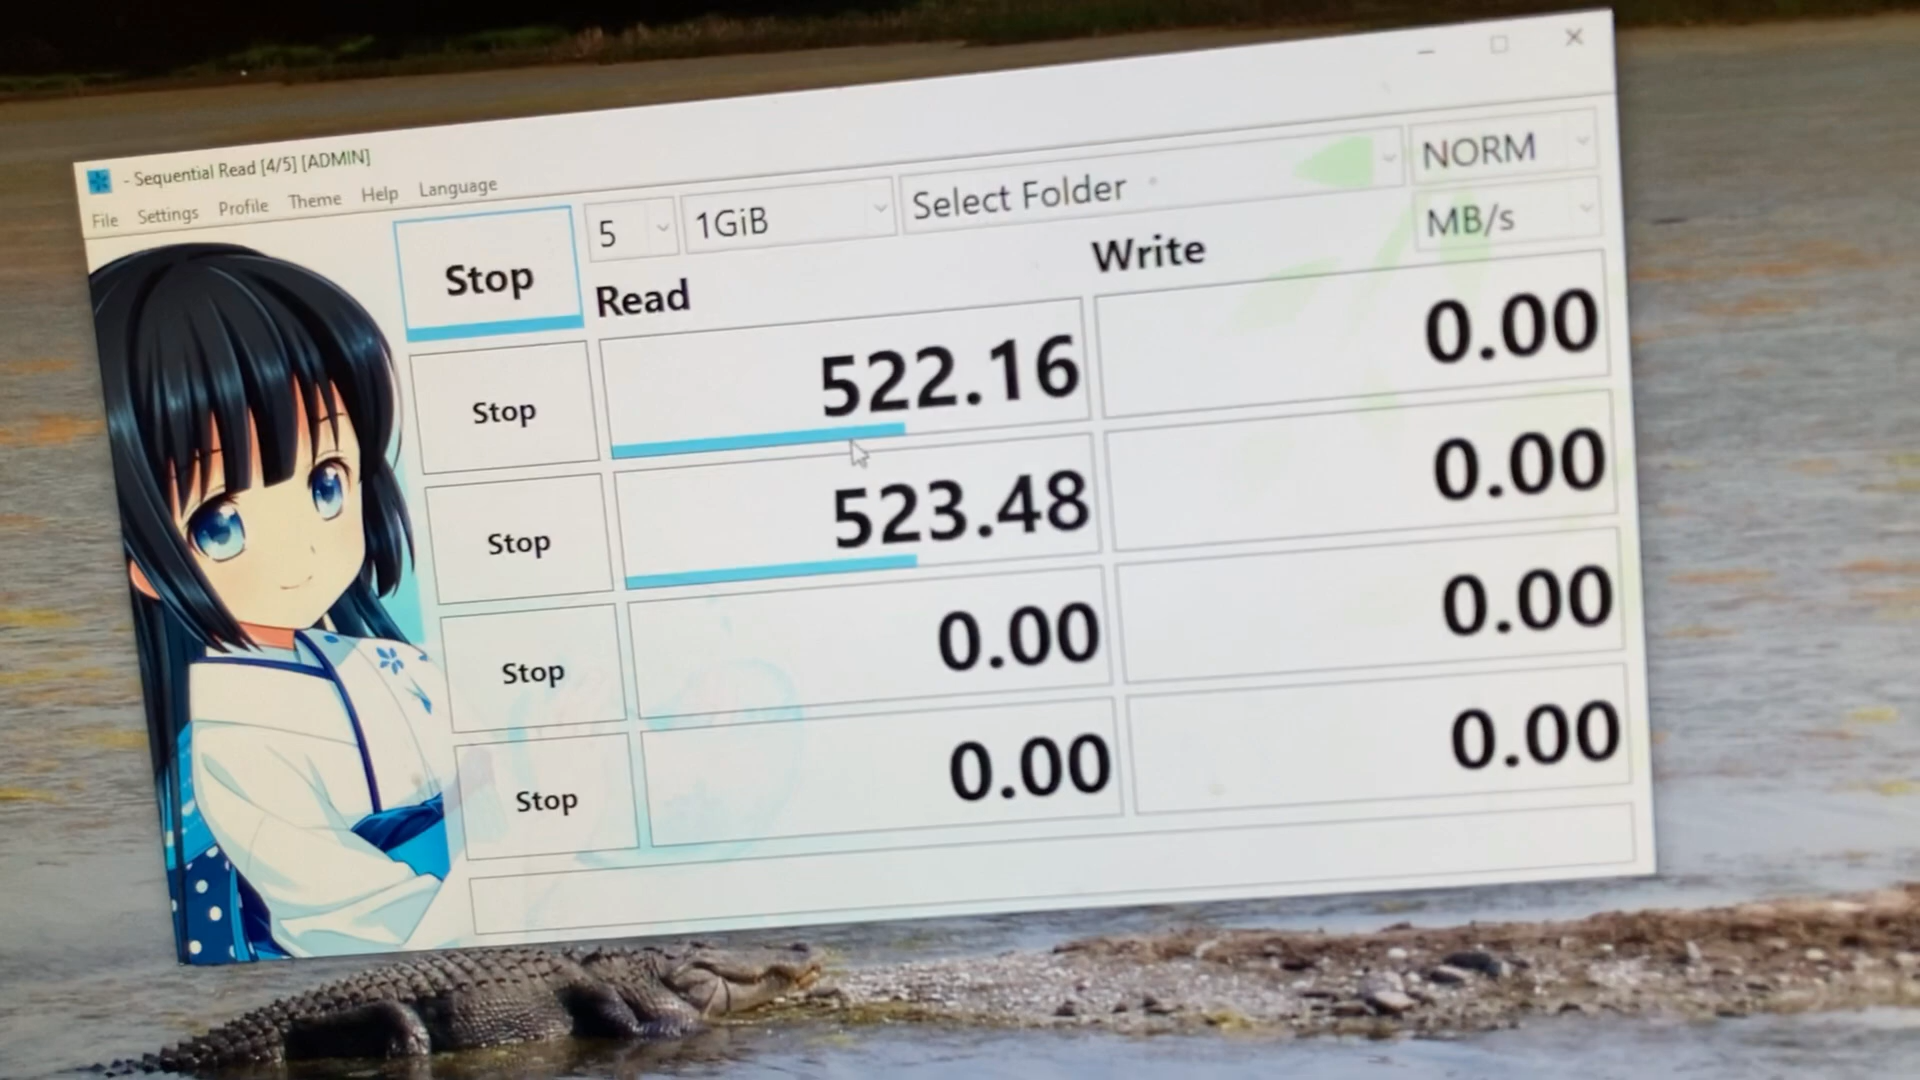 - Sequential Read [4/5] [ADMIN]
File Settings Profile Theme Help Language
Stop 5 1GiB Select Folder NORM
MB/s
Read Write
Stop 522.16 0.00
Stop 523.48 0.00
Stop 0.00 0.00
Stop 0.00 0.00